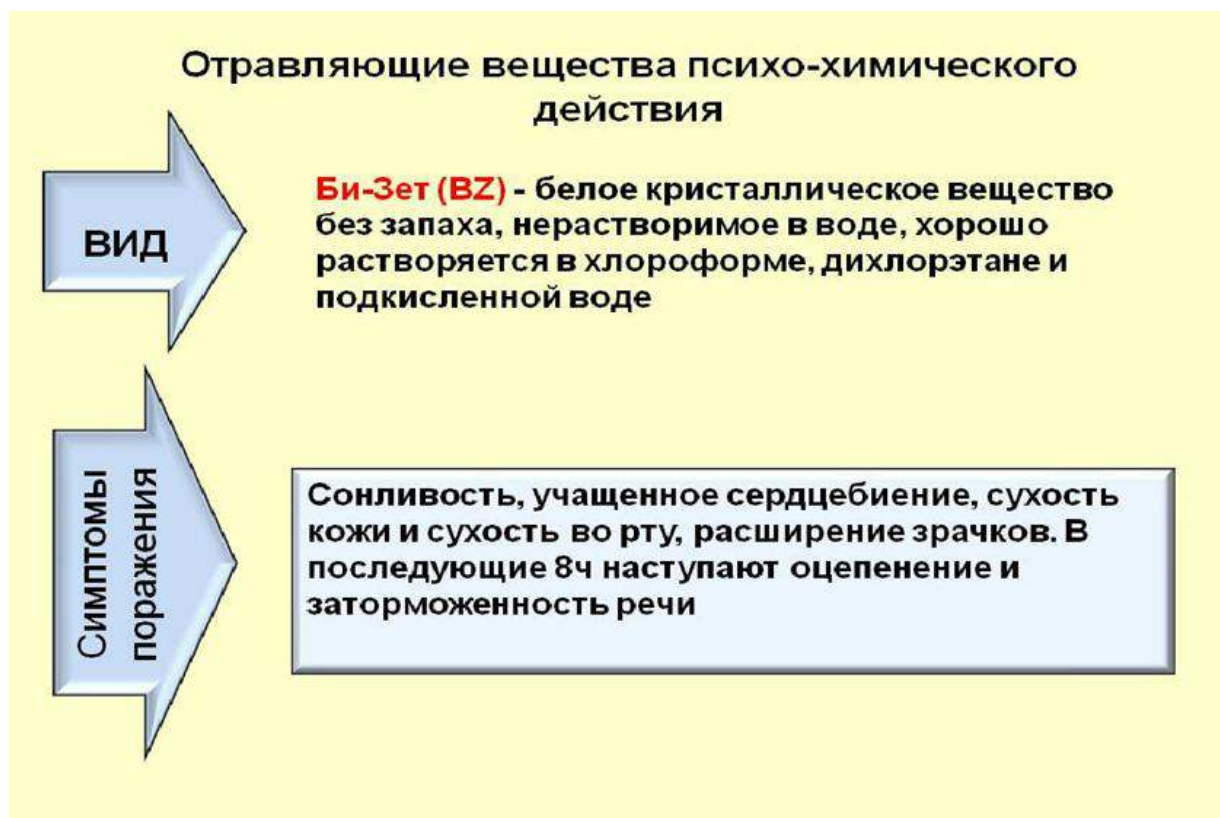 Отравляющие вещества психо-химического
действия
ВИД
Би-Зет (BZ) - белое кристаллическое вещество
без запаха, нерастворимое в воде, хорошо
растворяется в хлороформе, дихлорэтане и
подкисленной воде
Симптомы
поражения
Сонливость, учащенное сердцебиение, сухость
кожи и сухость во рту, расширение зрачков. В
последующие 8ч наступают оцепенение и
заторможенность речи